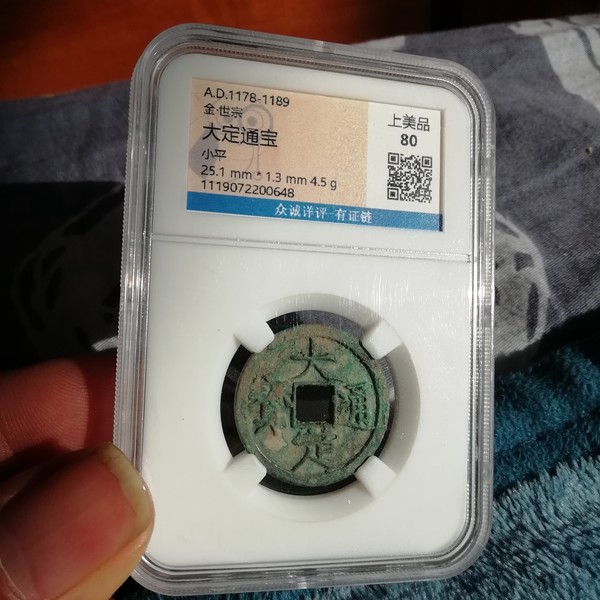 A.D.1178-1189
金·世宗
大定通宝
小平
25.1 mm * 1.3 mm 4.5 g
1119072200648
上美品
80
众诚详评 有证链
大
定
通
寳